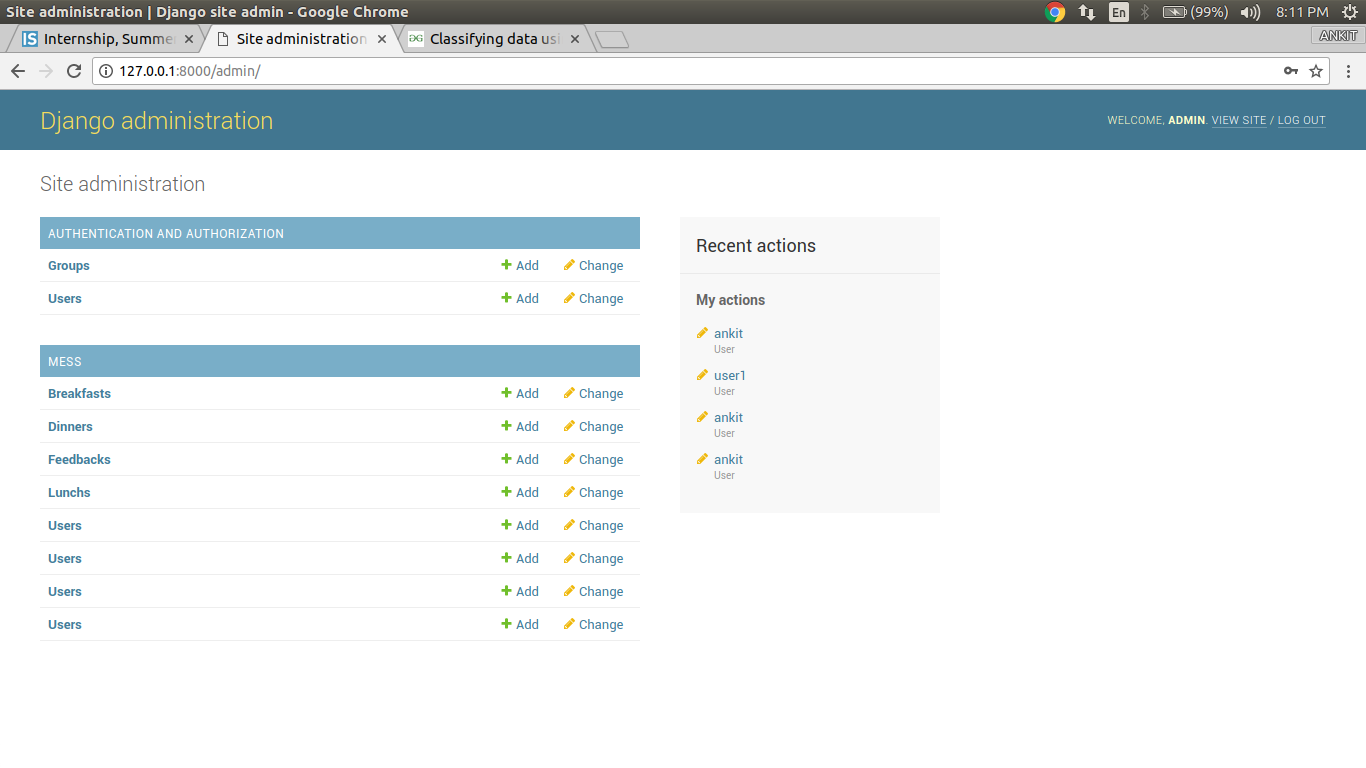 Site administration | Django site admin - Google Chrome En (99%) 8:11 PM
Internship, Summe Site administration Classifying data usi ANKIT
127.0.0.1:8000/admin/
Django administration WELCOME, ADMIN. VIEW SITE / LOG OUT
Site administration
AUTHENTICATION AND AUTHORIZATION
Groups Add Change
Users Add Change
MESS
Breakfasts Add Change
Dinners Add Change
Feedbacks Add Change
Lunchs Add Change
Users Add Change
Users Add Change
Users Add Change
Users Add Change
Recent actions
My actions
ankit
User
user1
User
ankit
User
ankit
User